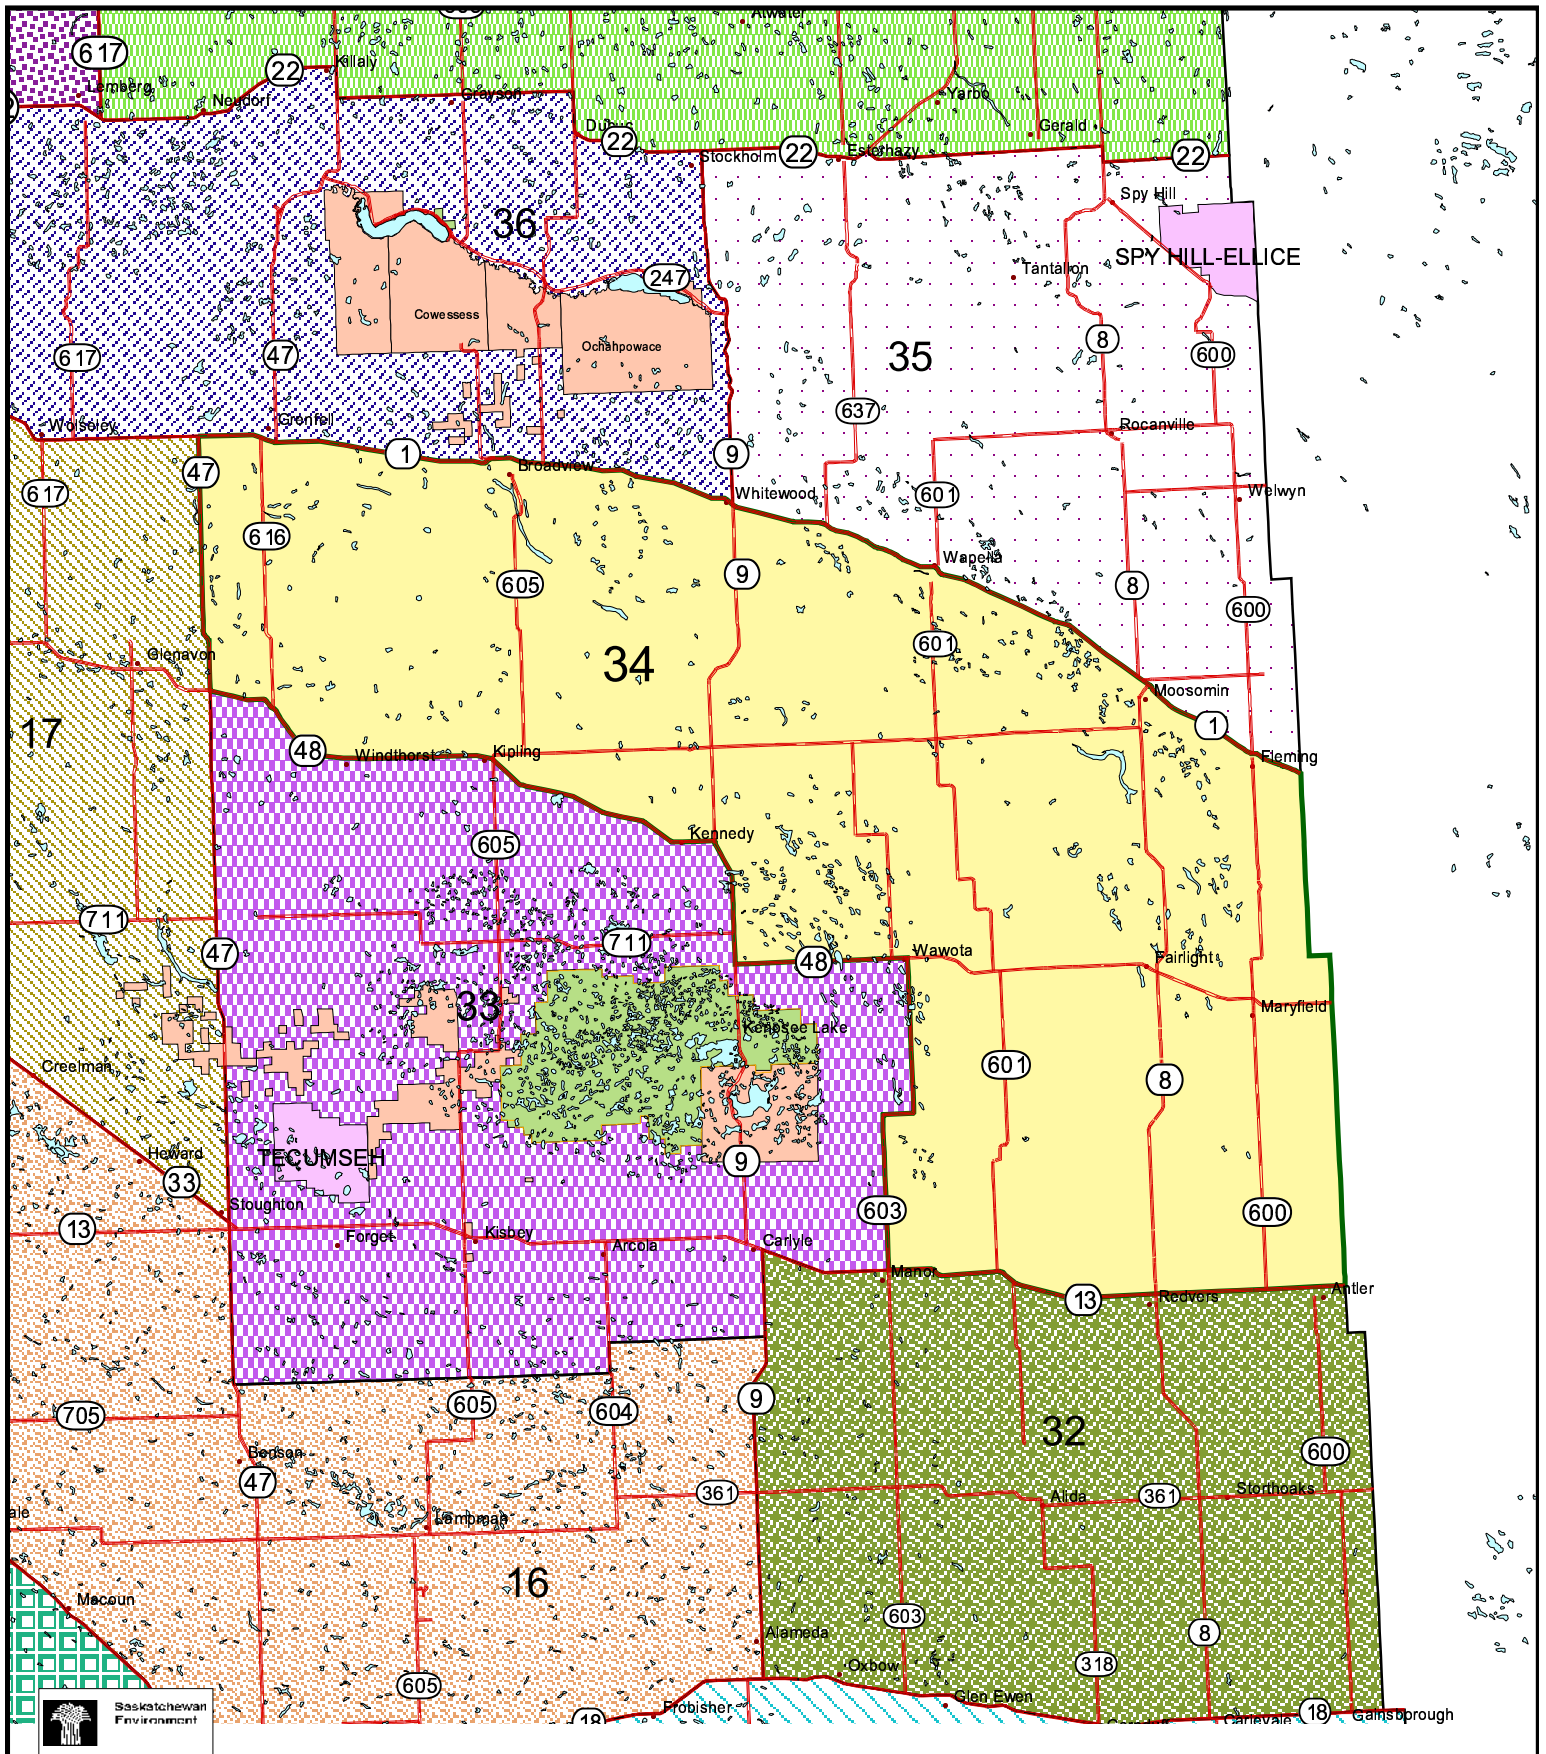 Atwater
617
22
Killaly
Lemberg
Neudorf
Grayson
Yarbo
Dubuc
22
Gerald
Stockholm
22
Esterhazy
22
Spy Hill
36
SPY HILL-ELLICE
Tantallon
247
Cowessess
Ochahpowace
617
47
35
8
600
637
Wolseley
Grenfell
Rocanville
1
9
47
Broadview
617
Whitewood
601
Welwyn
616
Wapella
605
9
8
600
601
Glenavon
34
Moosomin
17
1
48
Windthorst
Kipling
Fleming
Kennedy
605
711
47
711
48
Wawota
Fairlight
33
Maryfield
Kenosee Lake
Creelman
601
8
Heward
TECUMSEH
9
33
Stoughton
603
600
13
Forget
Kisbey
Arcola
Carlyle
Manor
Antler
13
Redvers
9
705
605
604
32
Benson
600
47
361
Alida
361
Storthoaks
ale
Lampman
16
Macoun
603
Alameda
8
Oxbow
318
605
Glen Ewen
Saskatchewan
Environment
Frobisher
18
Carievale
18
Gainsborough